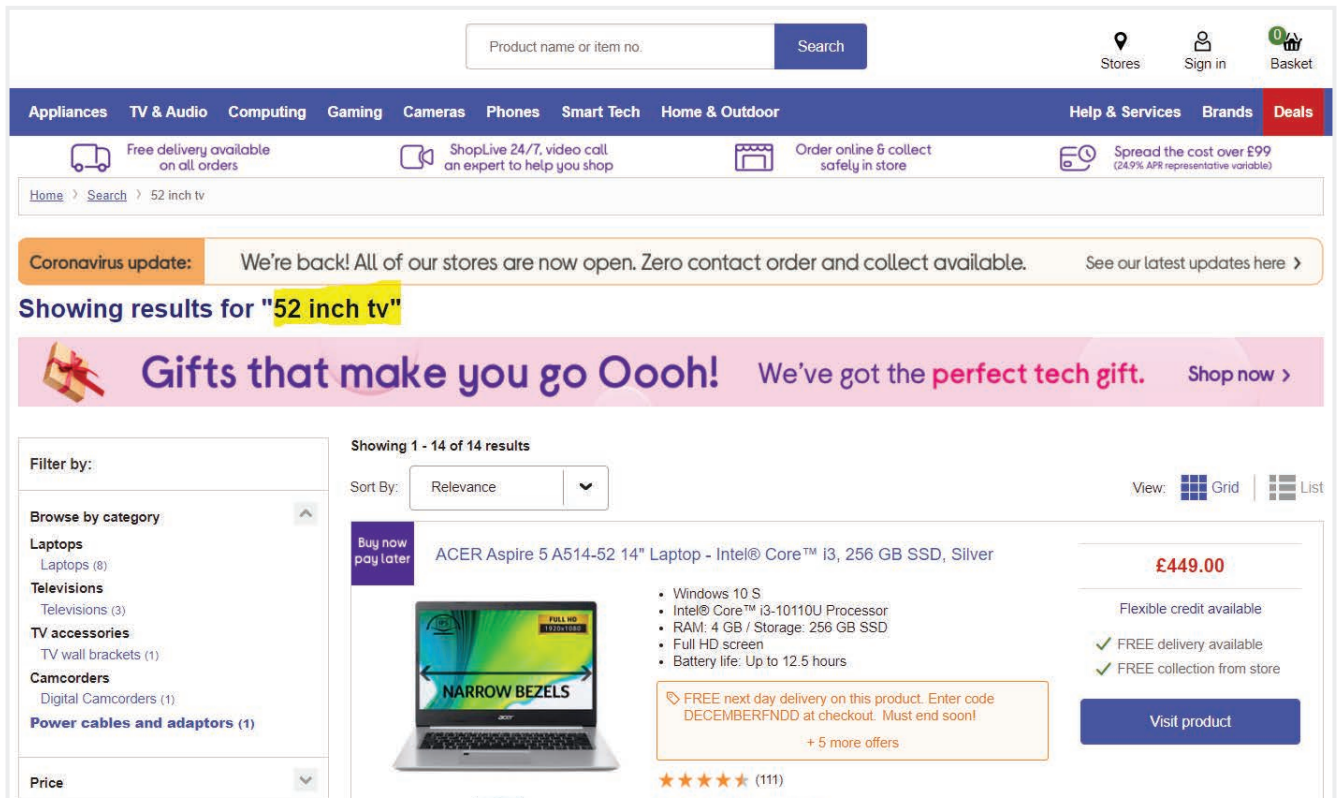 Product name or item no.
Search
Stores
Sign in
0
Basket
Appliances TV & Audio Computing Gaming Cameras Phones Smart Tech Home & Outdoor Help & Services Brands Deals
Free delivery available
on all orders
ShopLive 24/7, video call
an expert to help you shop
Order online & collect
safely in store
Spread the cost over £99
(24.9% APR representative variable)
Home > Search > 52 inch tv
Coronavirus update: We're back! All of our stores are now open. Zero contact order and collect available. See our latest updates here >
Showing results for "52 inch tv"
Gifts that make you go Oooh! We've got the perfect tech gift. Shop now >
Filter by:
Browse by category
Laptops
Laptops (8)
Televisions
Televisions (3)
TV accessories
TV wall brackets (1)
Camcorders
Digital Camcorders (1)
Power cables and adaptors (1)
Price
Showing 1 - 14 of 14 results
Sort By: Relevance
View: Grid List
Buy now
pay later
ACER Aspire 5 A514-52 14" Laptop - Intel® Core™ i3, 256 GB SSD, Silver
IPS
FULL HD
1920x1080
NARROW BEZELS
acer
• Windows 10 S
• Intel® Core™ i3-10110U Processor
• RAM: 4 GB / Storage: 256 GB SSD
• Full HD screen
• Battery life: Up to 12.5 hours
FREE next day delivery on this product. Enter code
DECEMBERFNDD at checkout. Must end soon!
+ 5 more offers
(111)
£449.00
Flexible credit available
FREE delivery available
FREE collection from store
Visit product